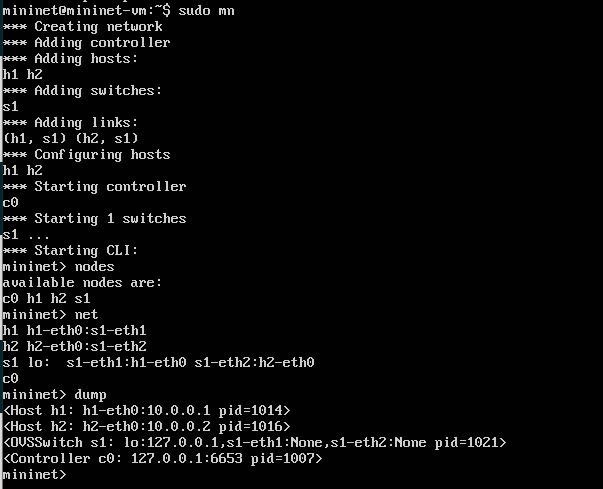 mininet@mininet-vm:~$ sudo mn
*** Creating network
*** Adding controller
*** Adding hosts:
h1 h2
*** Adding switches:
s1
*** Adding links:
(h1, s1) (h2, s1)
*** Configuring hosts
h1 h2
*** Starting controller
c0
*** Starting 1 switches
s1 ...
*** Starting CLI:
mininet> nodes
available nodes are:
c0 h1 h2 s1
mininet> net
h1 h1-eth0:s1-eth1
h2 h2-eth0:s1-eth2
s1 lo:  s1-eth1:h1-eth0 s1-eth2:h2-eth0
c0
mininet> dump
<Host h1: h1-eth0:10.0.0.1 pid=1014>
<Host h2: h2-eth0:10.0.0.2 pid=1016>
<OVSSwitch s1: lo:127.0.0.1,s1-eth1:None,s1-eth2:None pid=1021>
<Controller c0: 127.0.0.1:6653 pid=1007>
mininet>